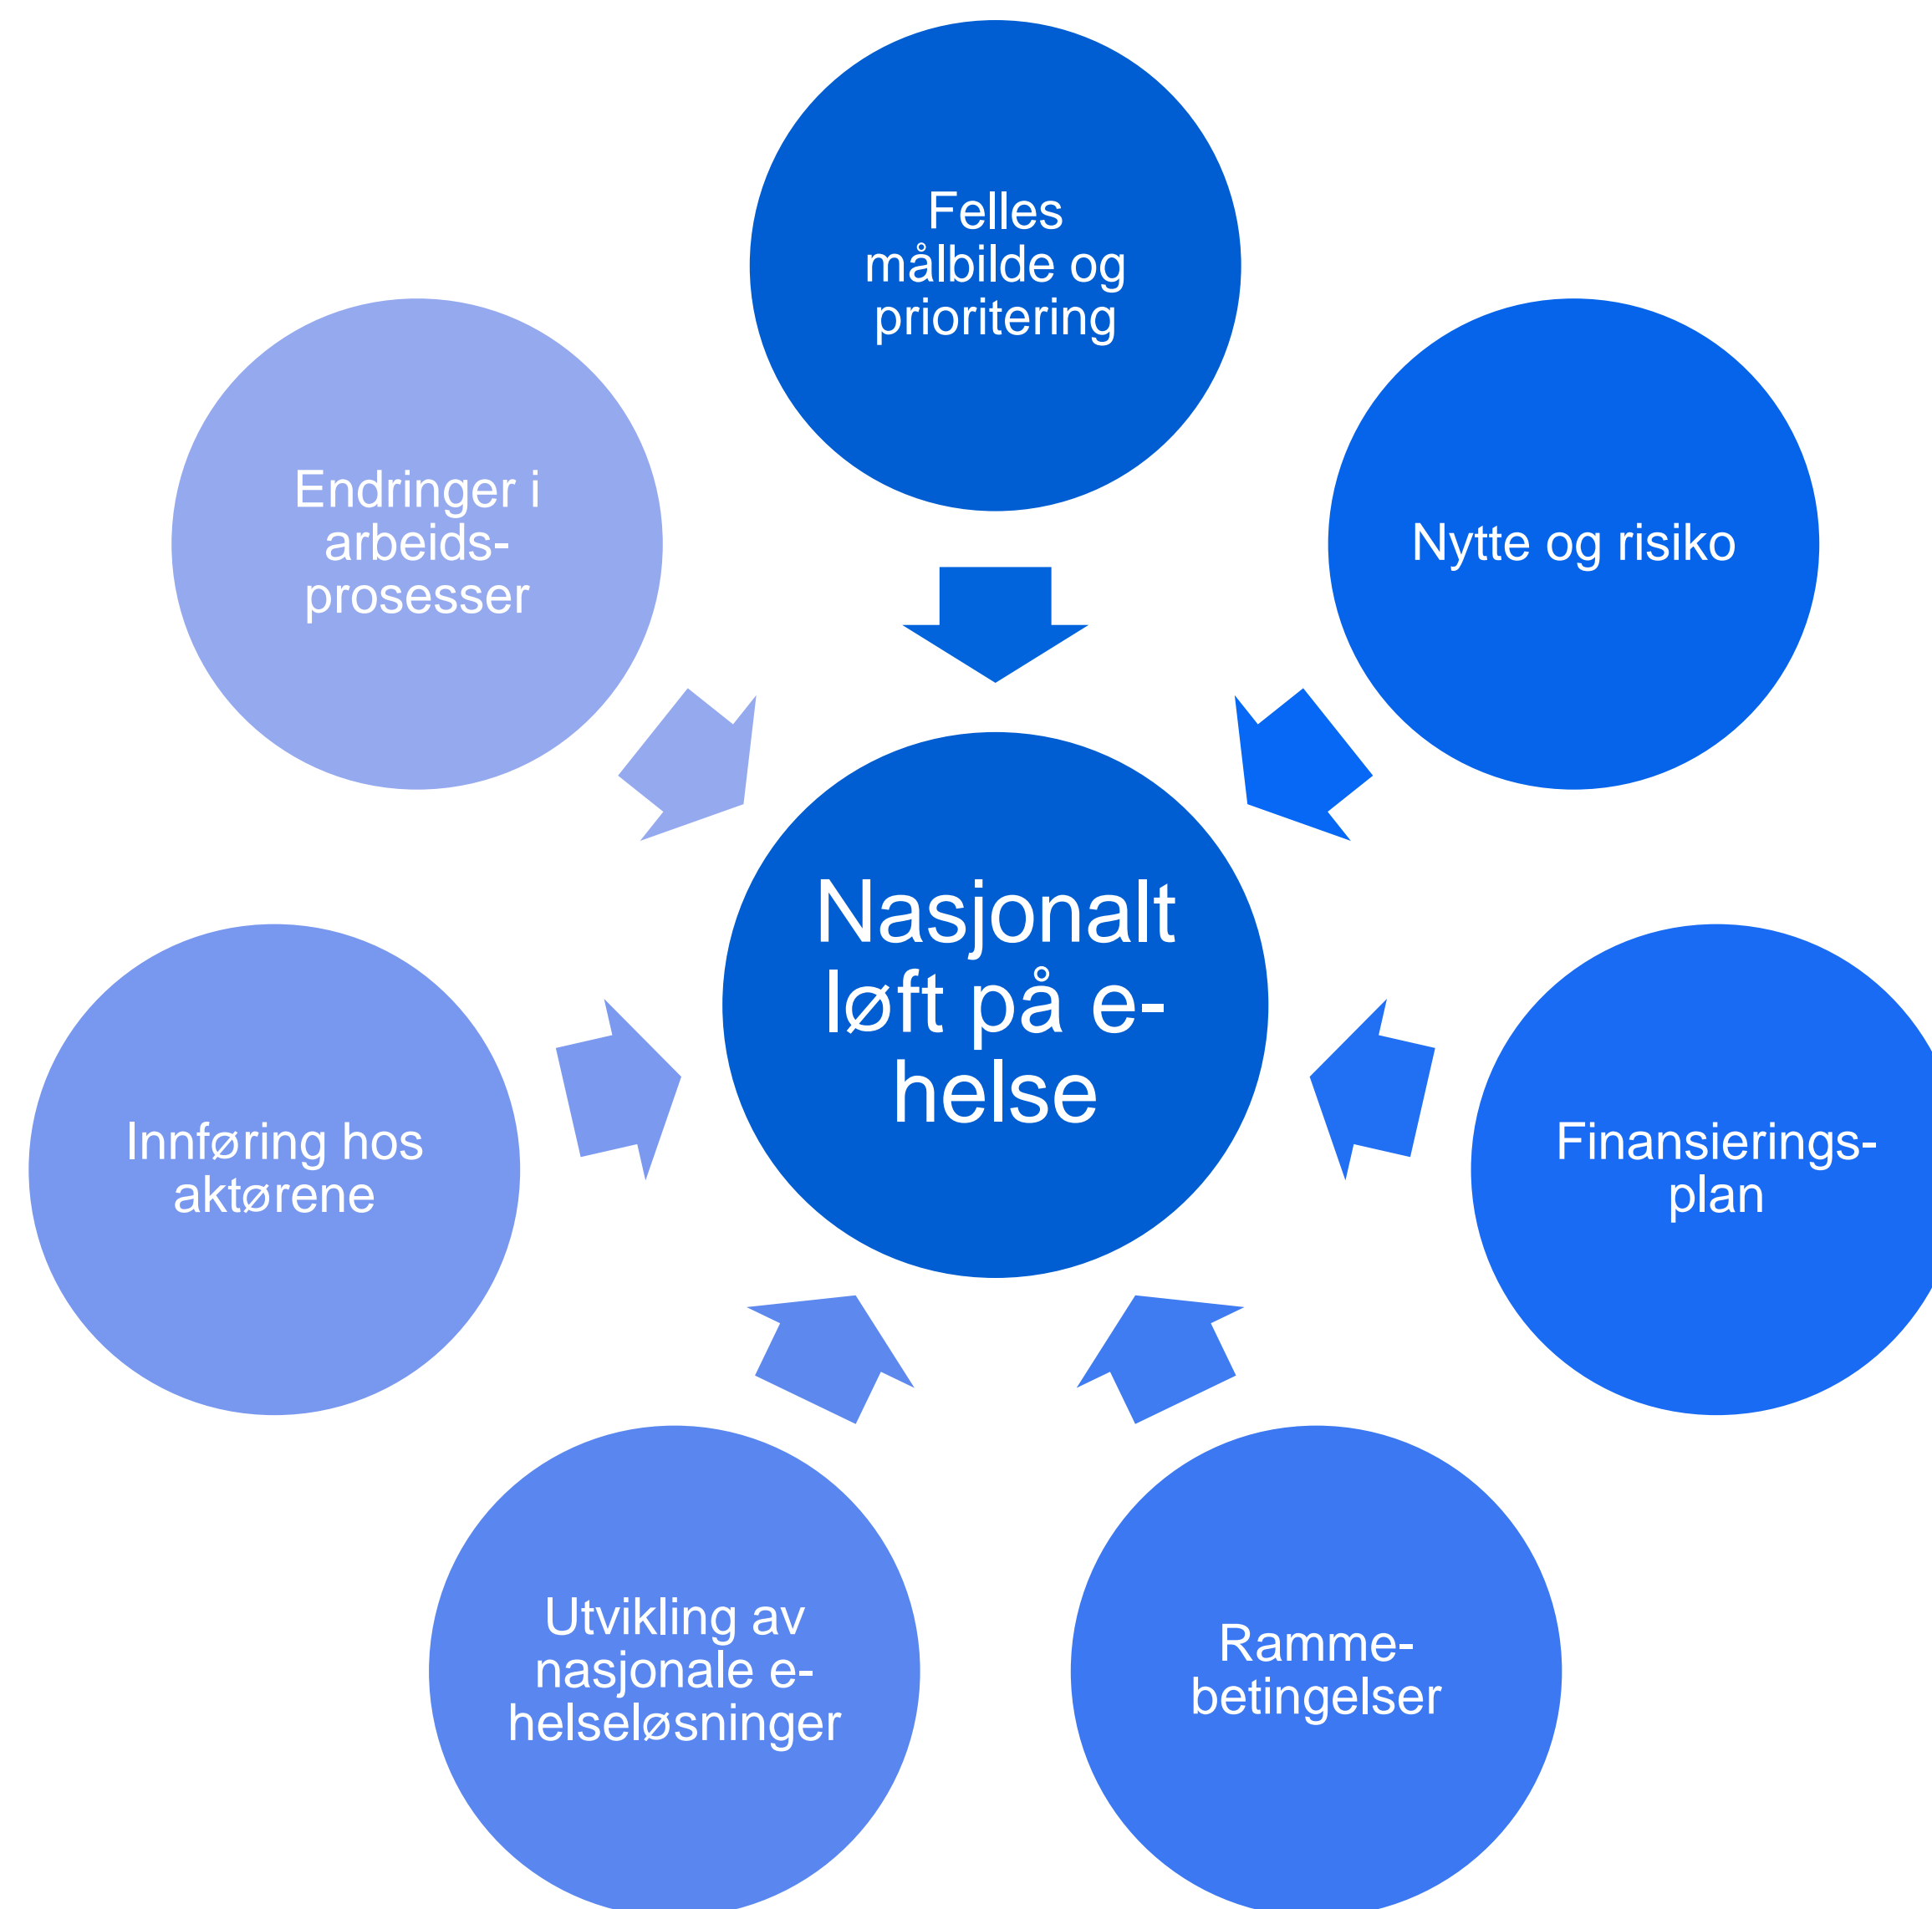 Felles
målbilde og
prioritering
Nytte og risiko
Finansierings-
plan
Ramme-
betingelser
Utvikling av
nasjonale e-
helseløsninger
Innføring hos
aktørene
Endringer i
arbeids-
prosesser
Nasjonalt
løft på e-
helse